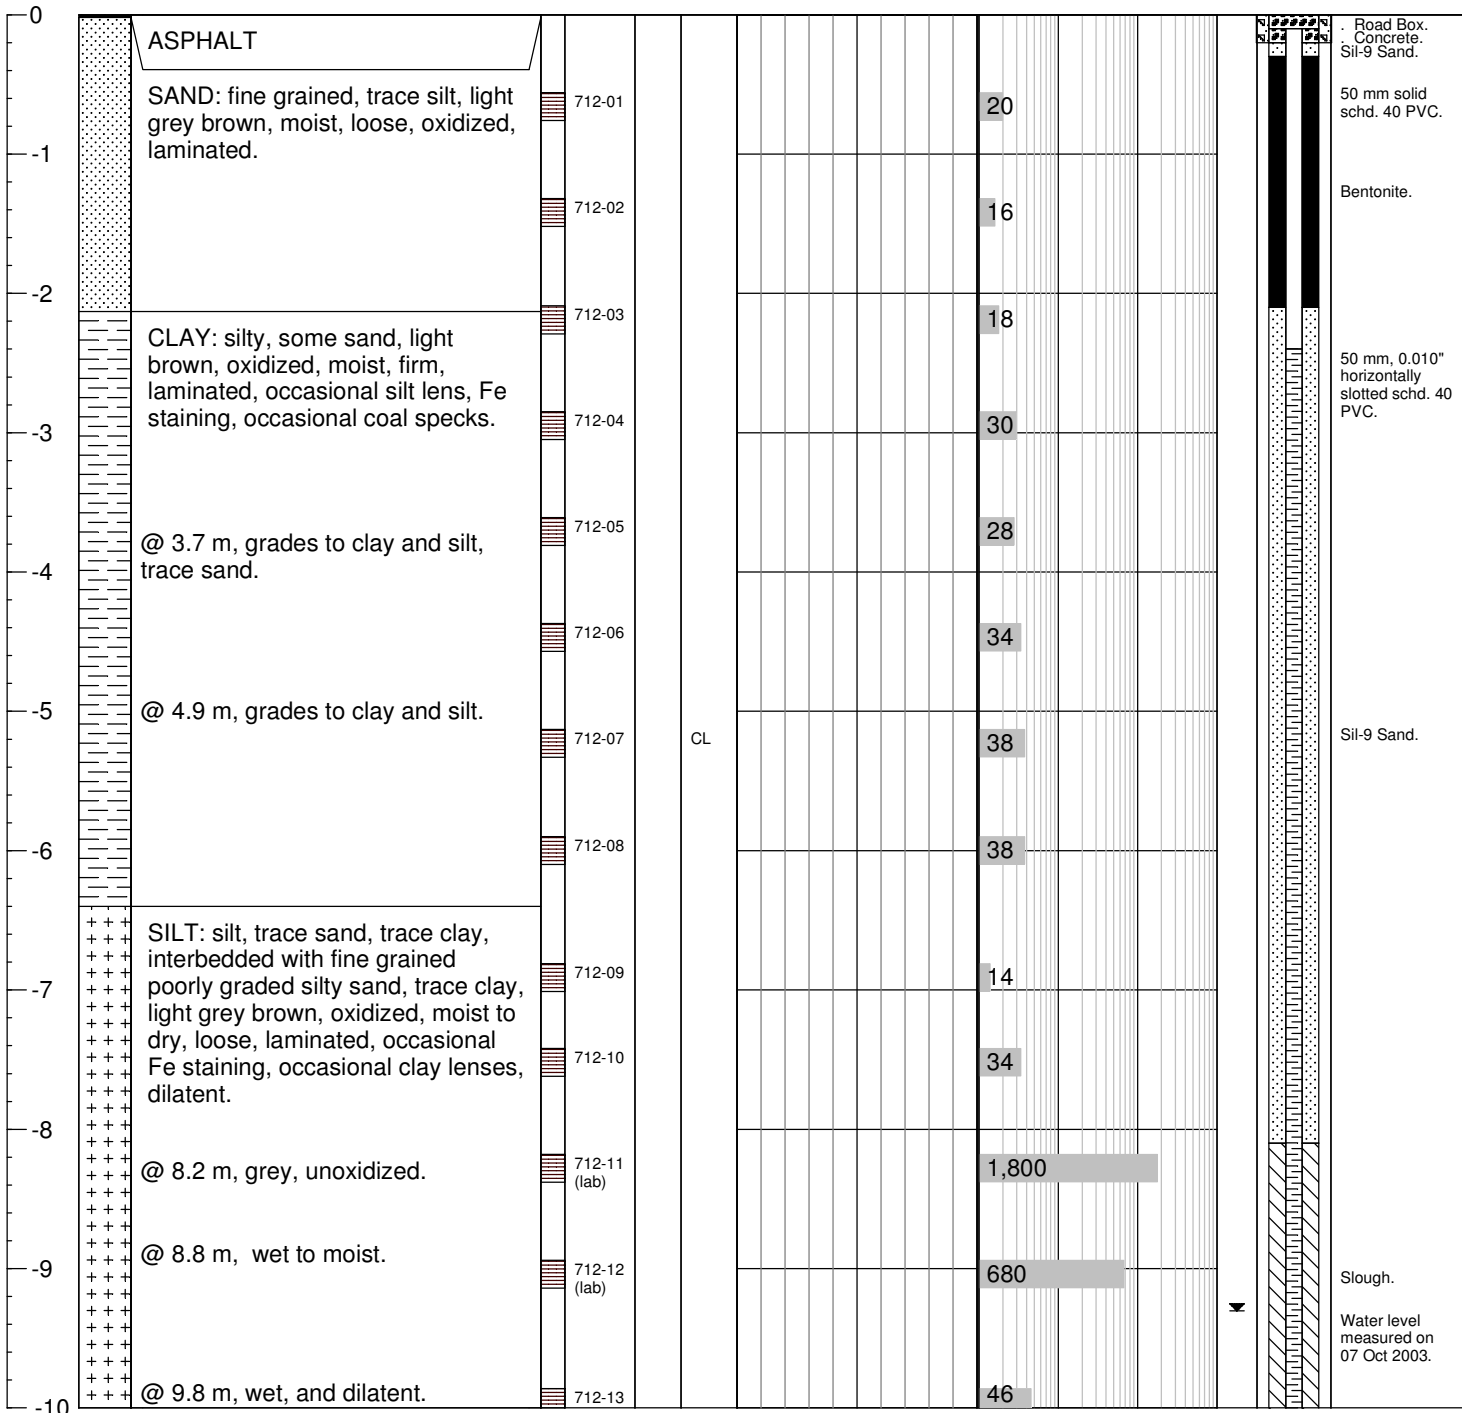 0
ASPHALT
. Road Box.
. Concrete.
Sil-9 Sand.
SAND: fine grained, trace silt, light
grey brown, moist, loose, oxidized,
laminated.
712-01
20
50 mm solid
schd. 40 PVC.
-1
Bentonite.
712-02
16
-2
712-03
18
CLAY: silty, some sand, light
brown, oxidized, moist, firm,
laminated, occasional silt lens, Fe
staining, occasional coal specks.
50 mm, 0.010"
horizontally
slotted schd. 40
PVC.
712-04
30
-3
712-05
28
@ 3.7 m, grades to clay and silt,
trace sand.
-4
712-06
34
@ 4.9 m, grades to clay and silt.
-5
712-07
CL
38
Sil-9 Sand.
712-08
38
-6
SILT: silt, trace sand, trace clay,
interbedded with fine grained
poorly graded silty sand, trace clay,
light grey brown, oxidized, moist to
dry, loose, laminated, occasional
Fe staining, occasional clay lenses,
dilatent.
712-09
14
-7
712-10
34
-8
@ 8.2 m, grey, unoxidized.
712-11
(lab)
1,800
@ 8.8 m, wet to moist.
-9
712-12
(lab)
680
Slough.
Water level
measured on
07 Oct 2003.
@ 9.8 m, wet, and dilatent.
712-13
46
-10